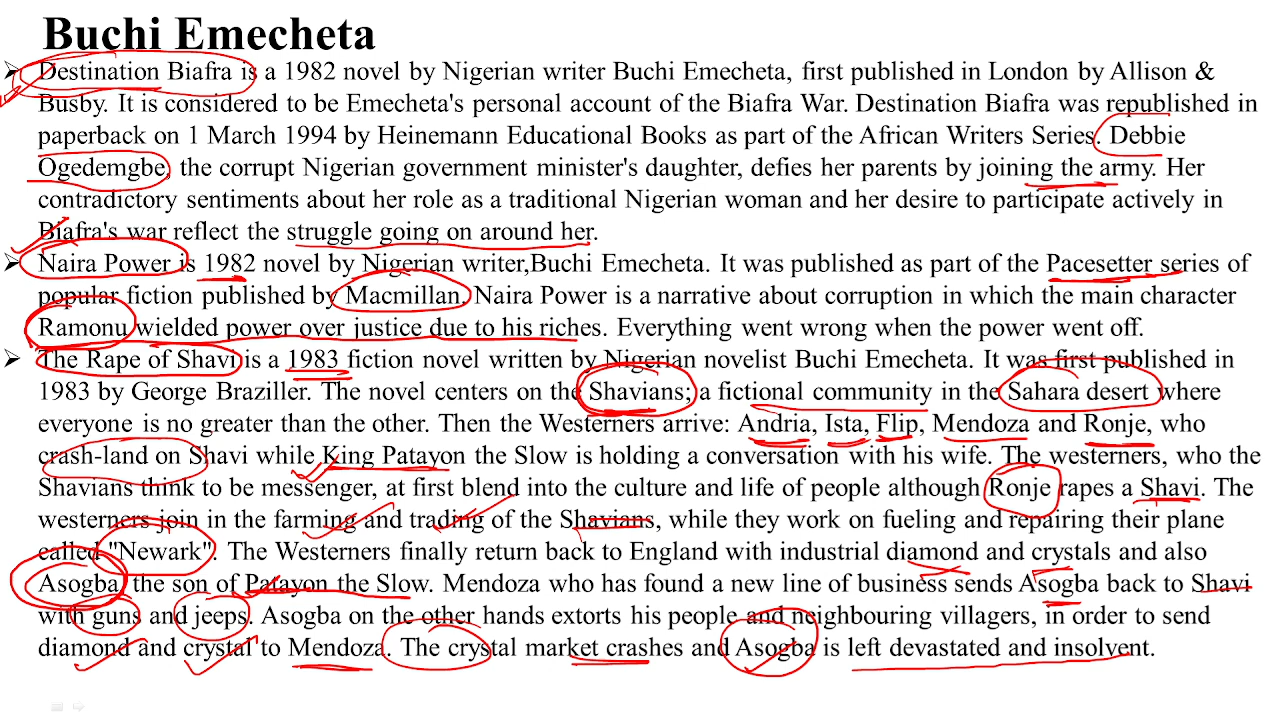 Buchi Emecheta
➢ Destination Biafra is a 1982 novel by Nigerian writer Buchi Emecheta, first published in London by Allison &
Busby. It is considered to be Emecheta's personal account of the Biafra War. Destination Biafra was republished in
paperback on 1 March 1994 by Heinemann Educational Books as part of the African Writers Series. Debbie
Ogedemgbe, the corrupt Nigerian government minister's daughter, defies her parents by joining the army. Her
contradictory sentiments about her role as a traditional Nigerian woman and her desire to participate actively in
Biafra's war reflect the struggle going on around her.
➢ Naira Power is 1982 novel by Nigerian writer,Buchi Emecheta. It was published as part of the Pacesetter series of
popular fiction published by Macmillan. Naira Power is a narrative about corruption in which the main character
Ramonu wielded power over justice due to his riches. Everything went wrong when the power went off.
➢ The Rape of Shavi is a 1983 fiction novel written by Nigerian novelist Buchi Emecheta. It was first published in
1983 by George Braziller. The novel centers on the Shavians; a fictional community in the Sahara desert where
everyone is no greater than the other. Then the Westerners arrive: Andria, Ista, Flip, Mendoza and Ronje, who
crash-land on Shavi while King Patayon the Slow is holding a conversation with his wife. The westerners, who the
Shavians think to be messenger, at first blend into the culture and life of people although Ronje rapes a Shavi. The
westerners join in the farming and trading of the Shavians, while they work on fueling and repairing their plane
called "Newark". The Westerners finally return back to England with industrial diamond and crystals and also
Asogba the son of Patayon the Slow. Mendoza who has found a new line of business sends Asogba back to Shavi
with guns and jeeps. Asogba on the other hands extorts his people and neighbouring villagers, in order to send
diamond and crystal to Mendoza. The crystal market crashes and Asogba is left devastated and insolvent.